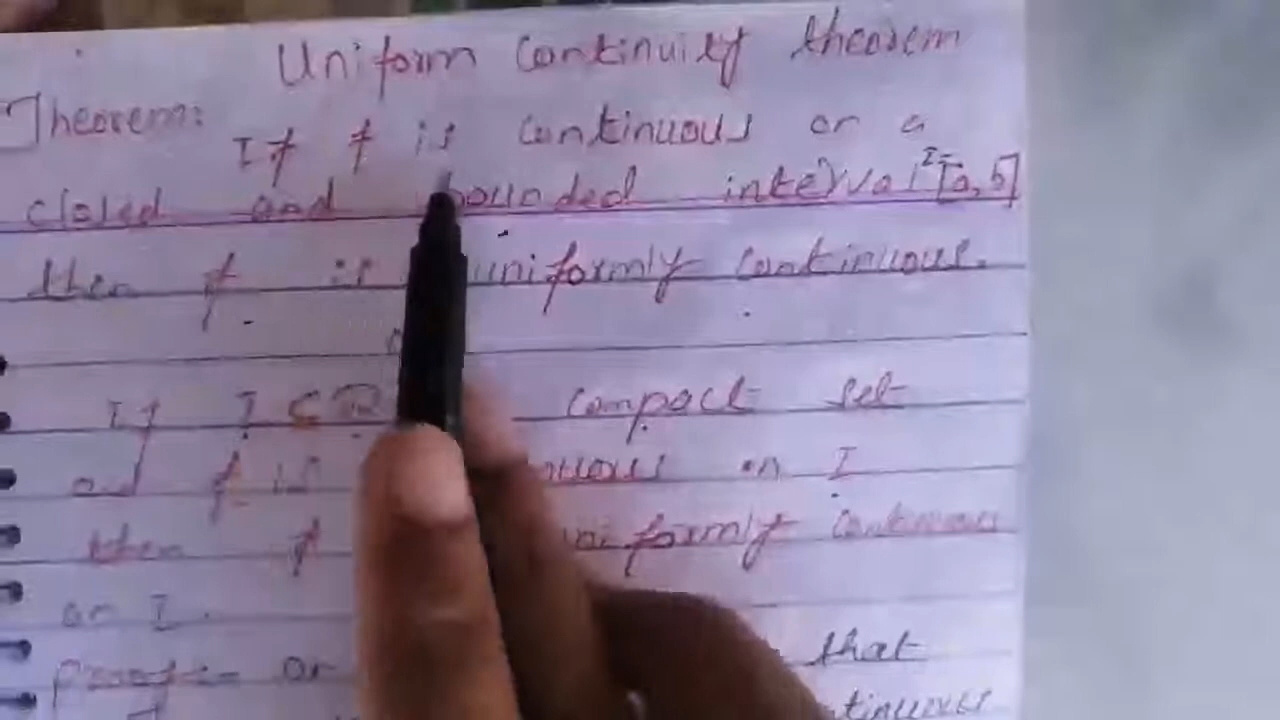 Uniform continuity theorem
Theorem:
If f is continuous on a
closed and bounded interval I=[a,b]
then f is uniformly continuous.
If I ⊂ R compact set
and f is on I
then f uniformly continuous
on I.
proof:- or that